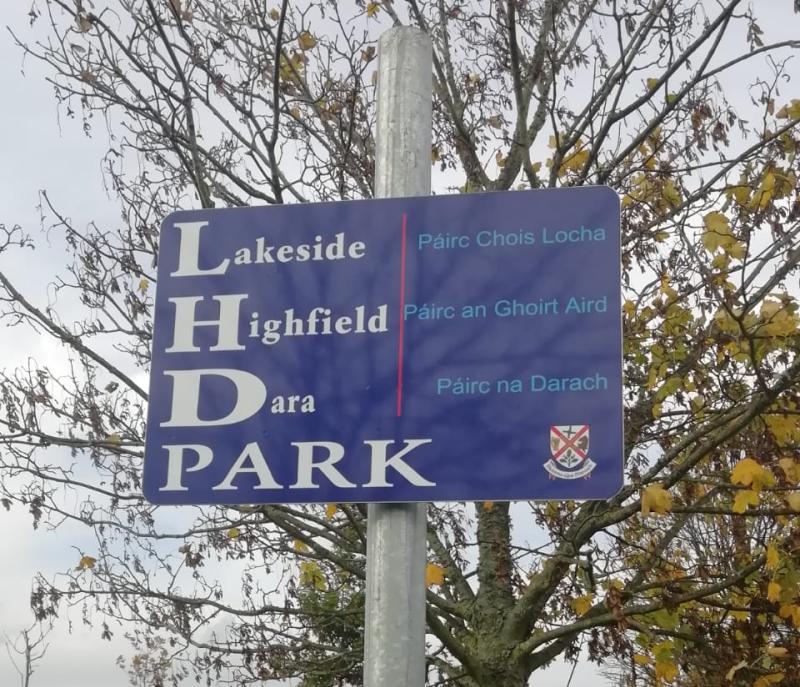 Lakeside Páirc Chois Locha
Highfield Páirc an Ghoirt Aird
Dara Páirc na Darach
PARK